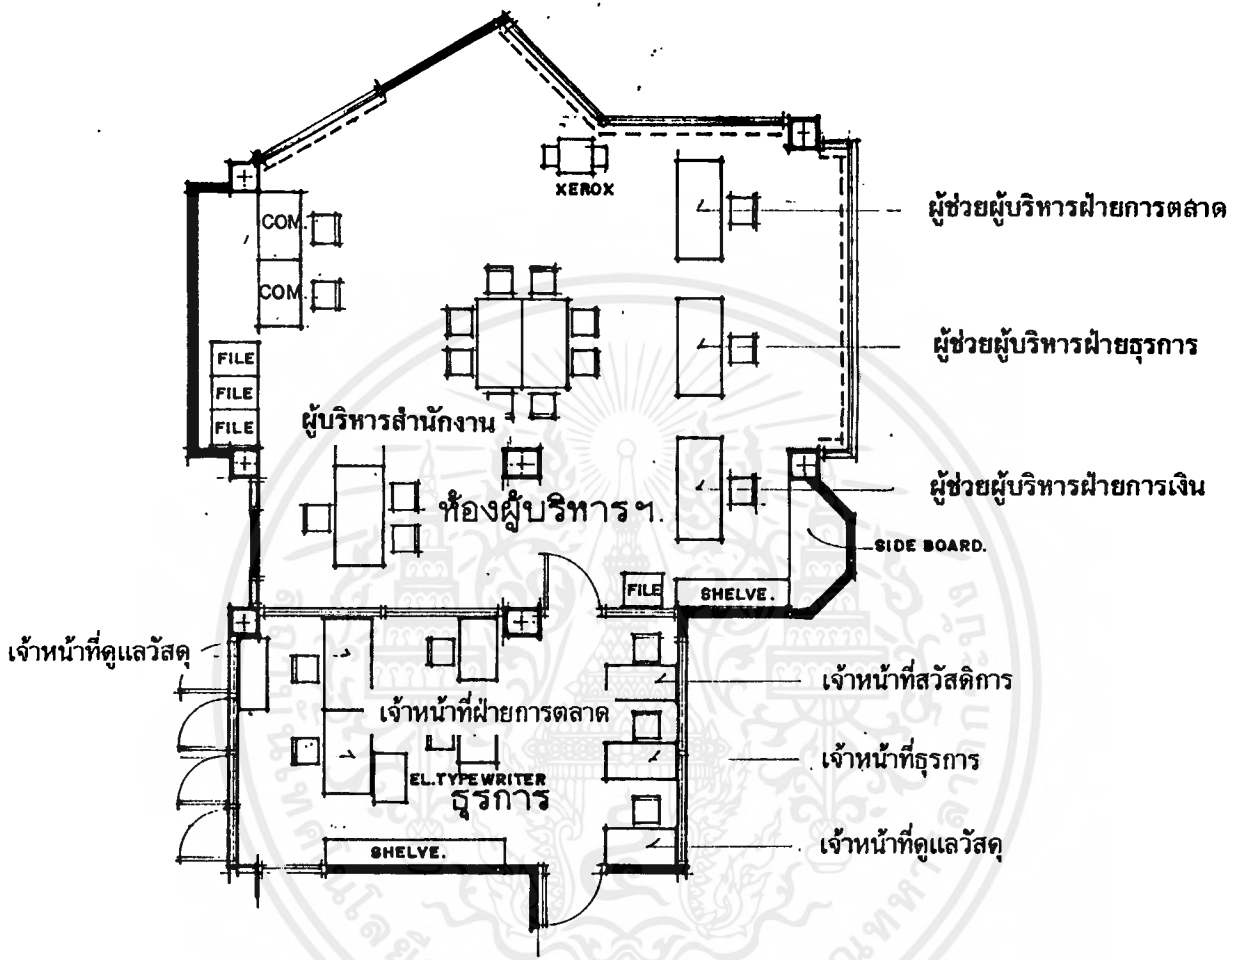 XEROX
ผู้ช่วยผู้บริหารฝ่ายการตลาด
COM.
COM.
ผู้ช่วยผู้บริหารฝ่ายธุรการ
FILE
FILE
FILE
ผู้บริหารสำนักงาน
ผู้ช่วยผู้บริหารฝ่ายการเงิน
ห้องผู้บริหารฯ.
SIDE BOARD.
FILE
SHELVE.
เจ้าหน้าที่ดูแลวัสดุ
เจ้าหน้าที่สวัสดิการ
เจ้าหน้าที่ฝ่ายการตลาด
เจ้าหน้าที่ธุรการ
EL.TYPEWRITER
ธุรการ
เจ้าหน้าที่ดูแลวัสดุ
SHELVE.